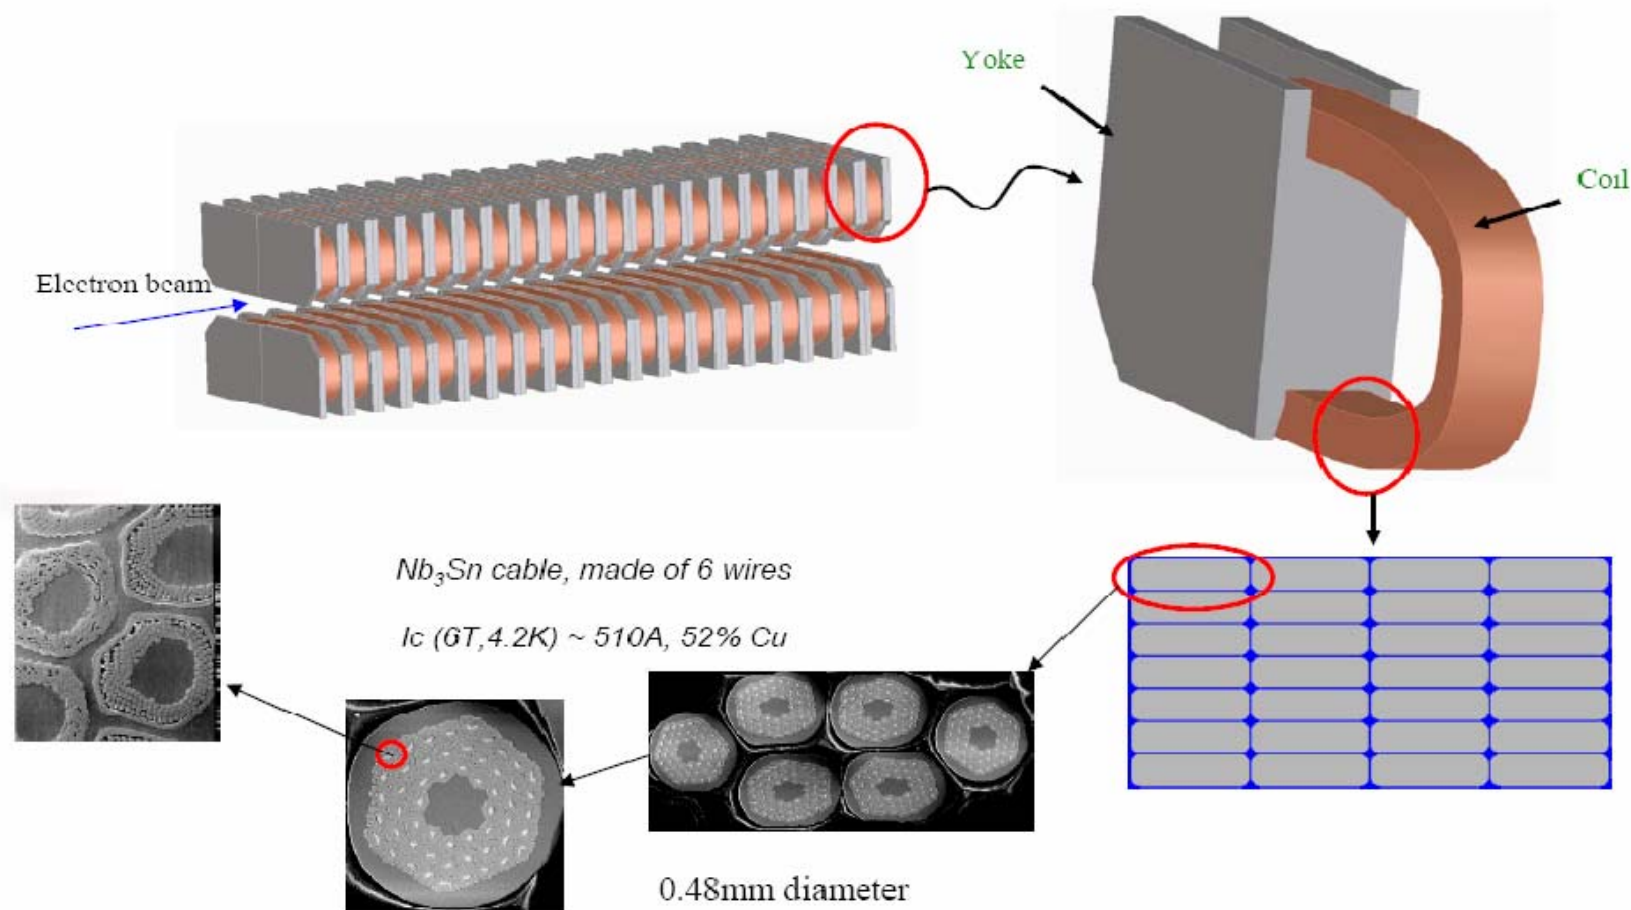 Yoke
Coil
Electron beam
Nb₃Sn cable, made of 6 wires
Ic (6T,4.2K) ~ 510A, 52% Cu
0.48mm diameter